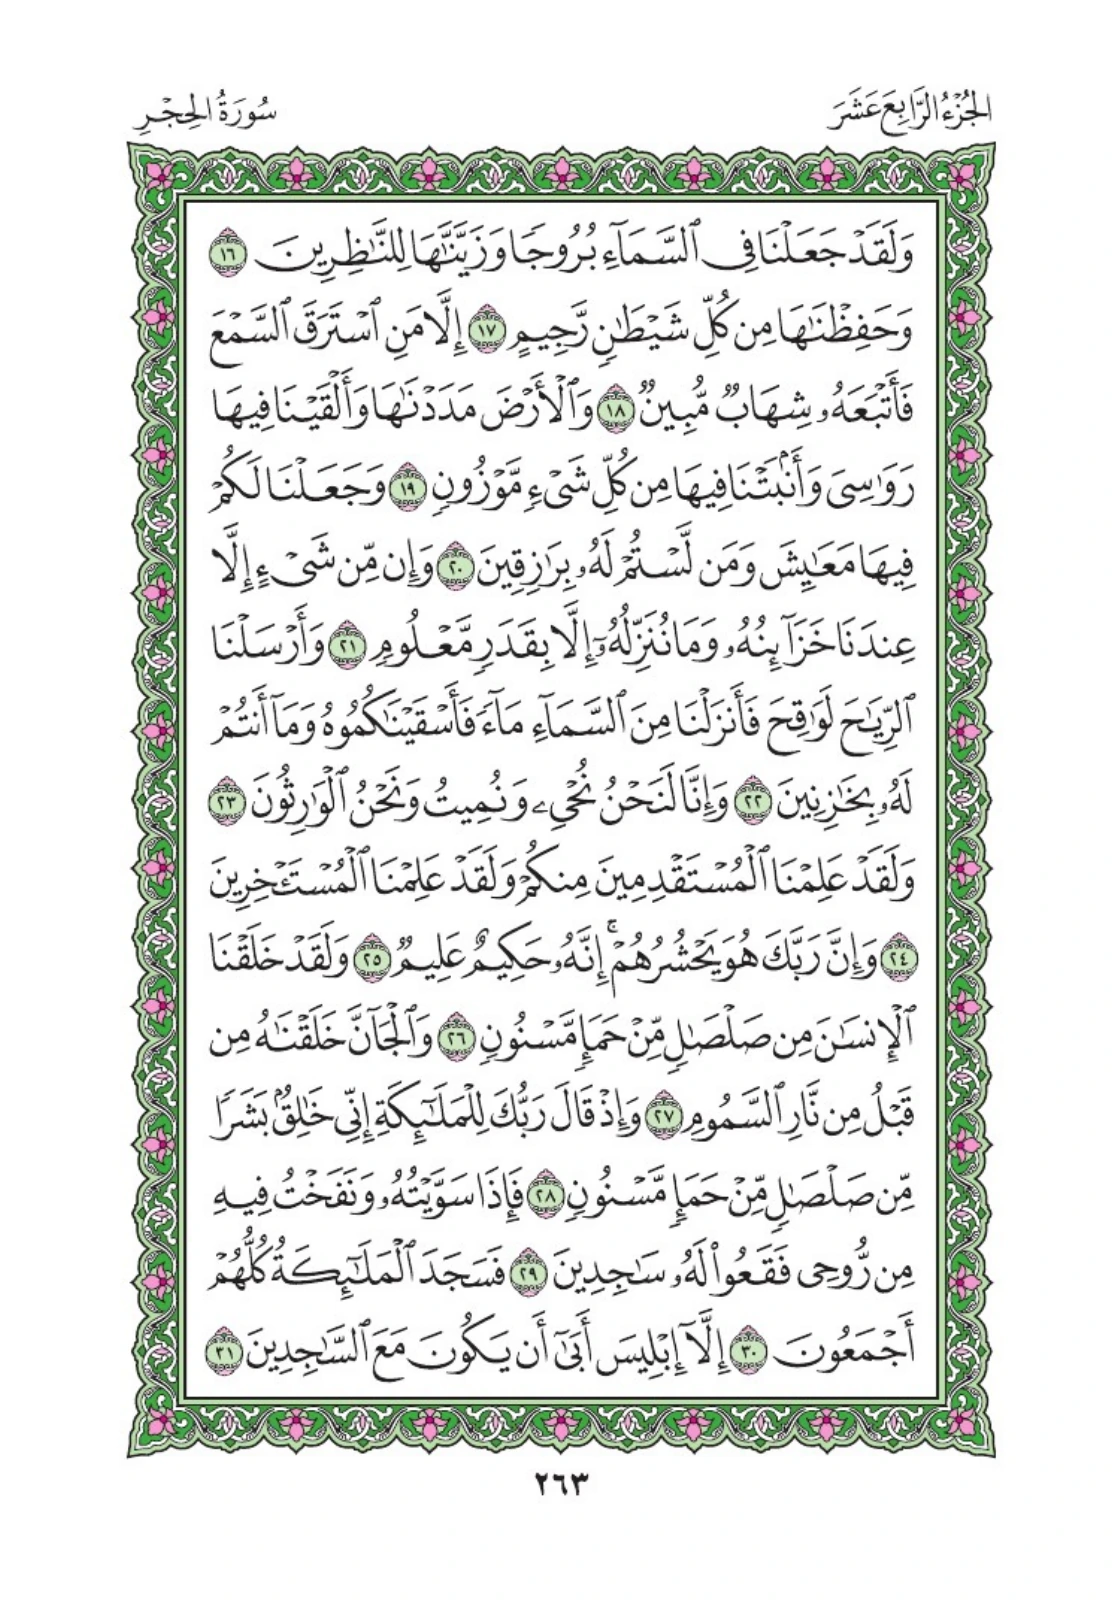 الجُزْءُ الرَّابِعَ عَشَرَ
سُورَةُ الحِجْرِ
وَلَقَدْ جَعَلْنَا فِى ٱلسَّمَآءِ بُرُوجًا وَزَيَّنَّـٰهَا لِلنَّـٰظِرِينَ ١٦
وَحَفِظْنَـٰهَا مِن كُلِّ شَيْطَـٰنٍ رَّجِيمٍ ١٧ إِلَّا مَنِ ٱسْتَرَقَ ٱلسَّمْعَ
فَأَتْبَعَهُۥ شِهَابٌ مُّبِينٌ ١٨ وَٱلْأَرْضَ مَدَدْنَـٰهَا وَأَلْقَيْنَا فِيهَا
رَوَٰسِىَ وَأَنۢبَتْنَا فِيهَا مِن كُلِّ شَىْءٍ مَّوْزُونٍ ١٩ وَجَعَلْنَا لَكُمْ
فِيهَا مَعَـٰيِشَ وَمَن لَّسْتُمْ لَهُۥ بِرَٰزِقِينَ ٢٠ وَإِن مِّن شَىْءٍ إِلَّا
عِندَنَا خَزَآئِنُهُۥ وَمَا نُنَزِّلُهُۥٓ إِلَّا بِقَدَرٍ مَّعْلُومٍ ٢١ وَأَرْسَلْنَا
ٱلرِّيَـٰحَ لَوَٰقِحَ فَأَنزَلْنَا مِنَ ٱلسَّمَآءِ مَآءً فَأَسْقَيْنَـٰكُمُوهُ وَمَآ أَنتُمْ
لَهُۥ بِخَـٰزِنِينَ ٢٢ وَإِنَّا لَنَحْنُ نُحْىِۦ وَنُمِيتُ وَنَحْنُ ٱلْوَٰرِثُونَ ٢٣
وَلَقَدْ عَلِمْنَا ٱلْمُسْتَقْدِمِينَ مِنكُمْ وَلَقَدْ عَلِمْنَا ٱلْمُسْتَـْٔخِرِينَ
٢٤ وَإِنَّ رَبَّكَ هُوَ يَحْشُرُهُمْ ۚ إِنَّهُۥ حَكِيمٌ عَلِيمٌ ٢٥ وَلَقَدْ خَلَقْنَا
ٱلْإِنسَـٰنَ مِن صَلْصَـٰلٍ مِّنْ حَمَإٍ مَّسْنُونٍ ٢٦ وَٱلْجَآنَّ خَلَقْنَـٰهُ مِن
قَبْلُ مِن نَّارِ ٱلسَّمُومِ ٢٧ وَإِذْ قَالَ رَبُّكَ لِلْمَلَـٰٓئِكَةِ إِنِّى خَـٰلِقٌۢ بَشَرًا
مِّن صَلْصَـٰلٍ مِّنْ حَمَإٍ مَّسْنُونٍ ٢٨ فَإِذَا سَوَّيْتُهُۥ وَنَفَخْتُ فِيهِ
مِن رُّوحِى فَقَعُوا۟ لَهُۥ سَـٰجِدِينَ ٢٩ فَسَجَدَ ٱلْمَلَـٰٓئِكَةُ كُلُّهُمْ
أَجْمَعُونَ ٣٠ إِلَّآ إِبْلِيسَ أَبَىٰٓ أَن يَكُونَ مَعَ ٱلسَّـٰجِدِينَ ٣١
٢٦٣